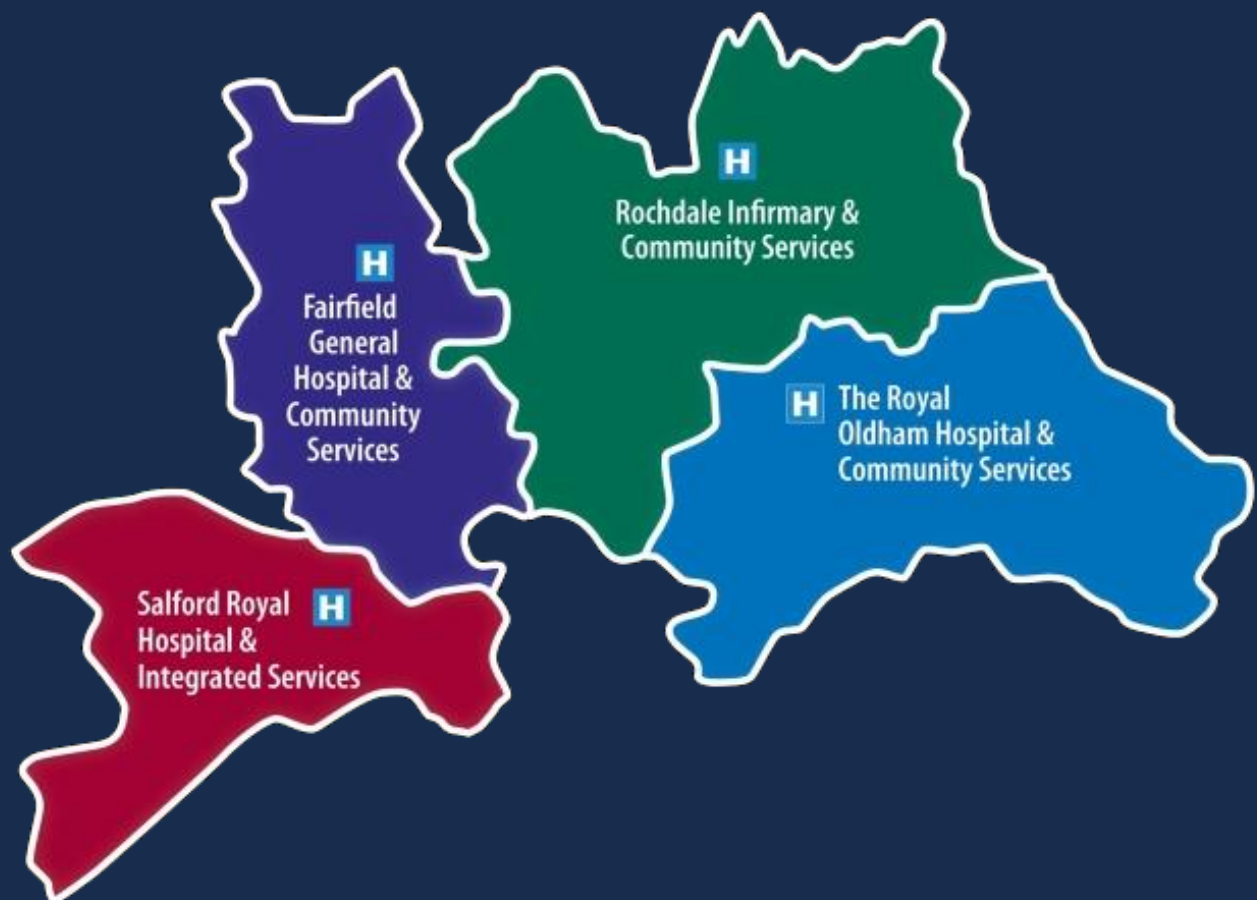 H
Rochdale Infirmary &
Community Services
H
Fairfield
General
Hospital &
Community
Services
H
The Royal
Oldham Hospital &
Community Services
H
Salford Royal
Hospital &
Integrated Services